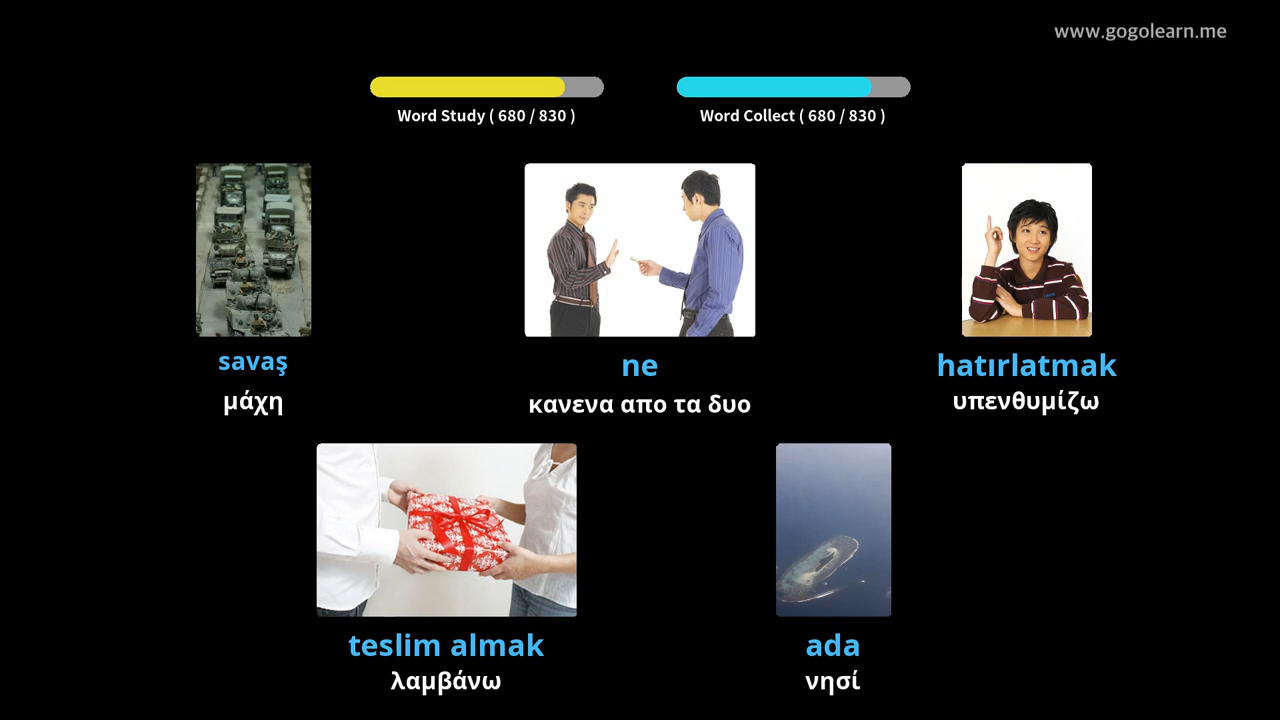 www.gogolearn.me
Word Study ( 680 / 830 )
Word Collect ( 680 / 830 )
savaş
μάχη
ne
κανενα απο τα δυο
hatırlatmak
υπενθυμίζω
teslim almak
λαμβάνω
ada
νησί